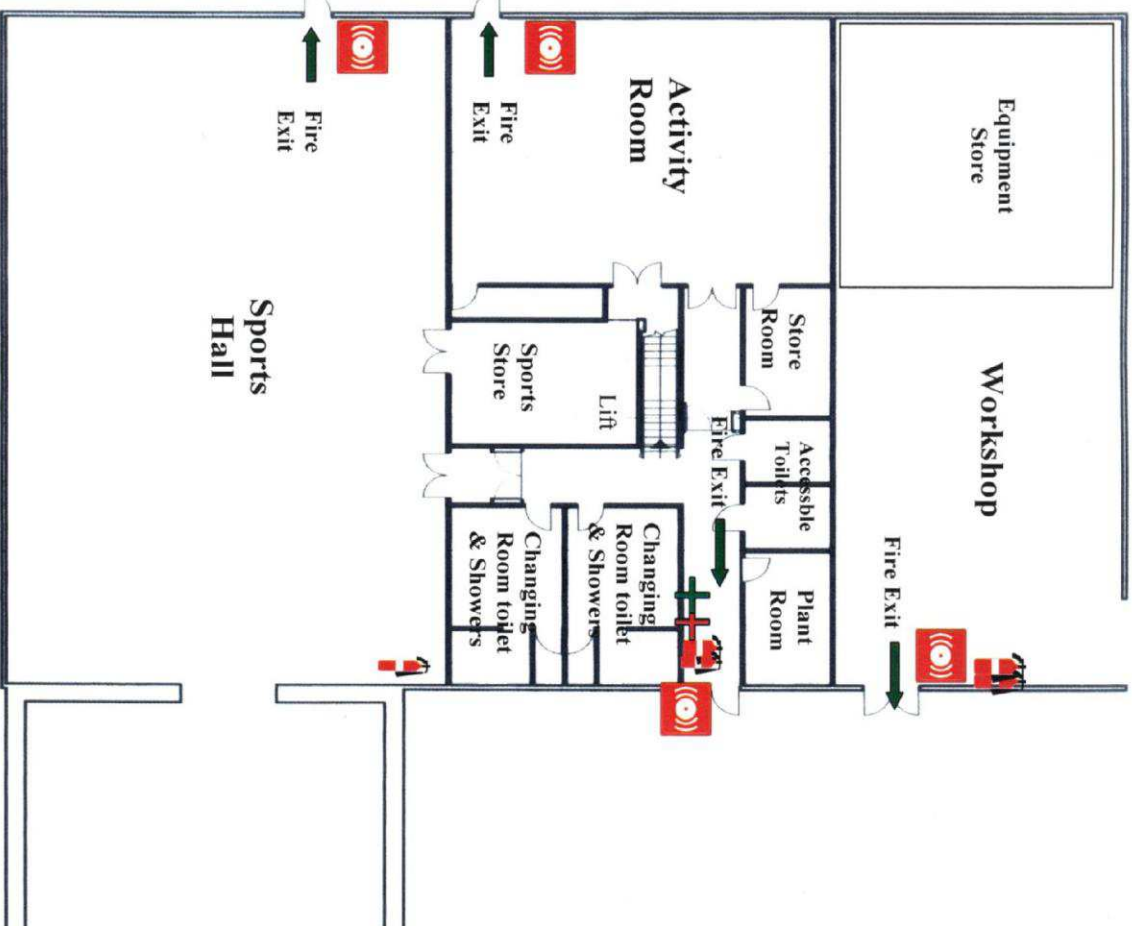 Equipment
Store
Workshop
Fire Exit
Activity
Room
Fire
Exit
Store
Room
Accessble
Toilets
Plant
Room
Fire Exit
Lift
Sports
Store
Changing
Room toilet
& Showers
Changing
Room toilet
& Showers
Fire
Exit
Sports
Hall